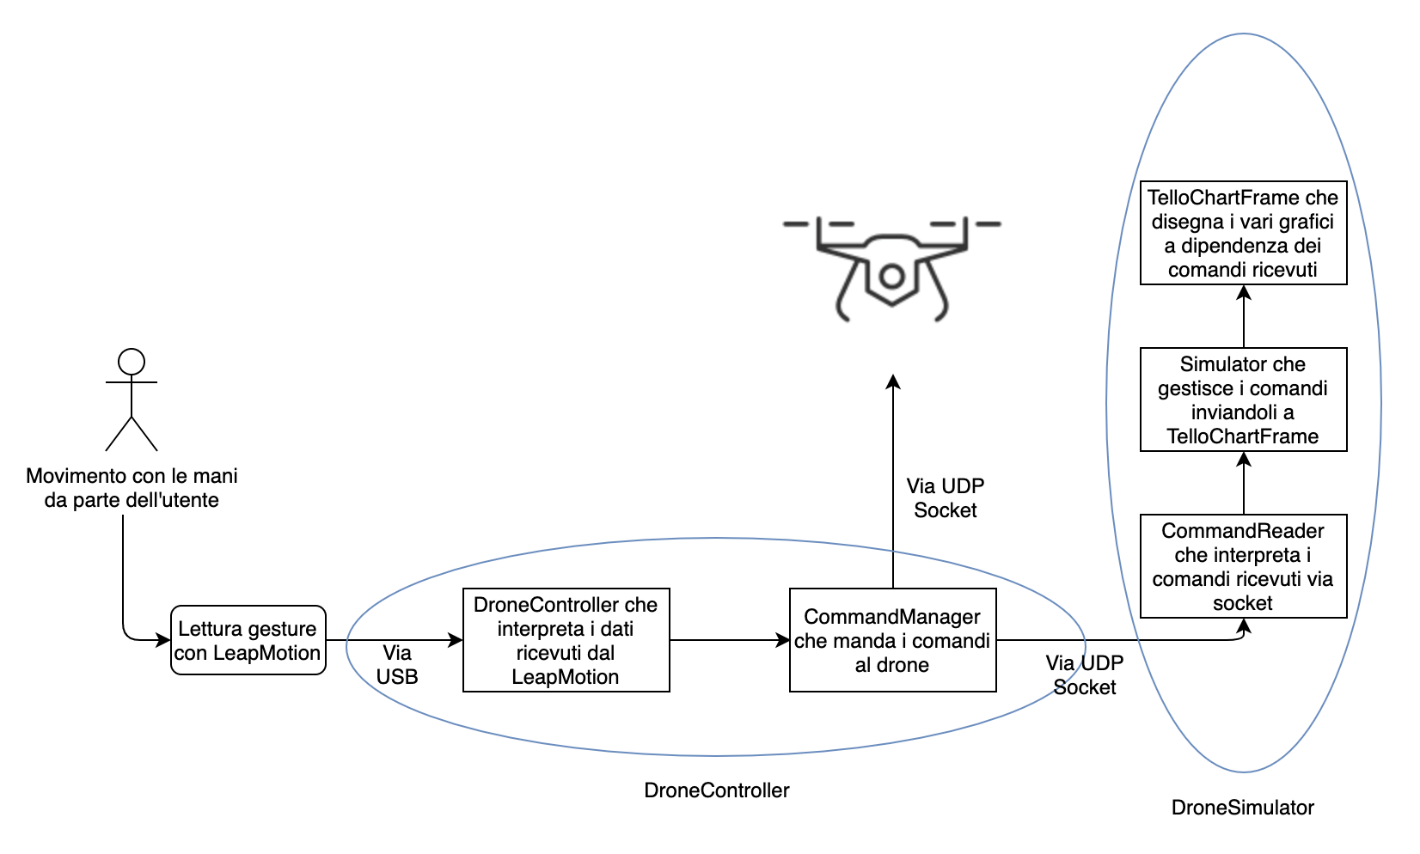 Movimento con le mani
da parte dell'utente
Lettura gesture
con LeapMotion
Via
USB
DroneController che
interpreta i dati
ricevuti dal
LeapMotion
CommandManager
che manda i comandi
al drone
DroneController
Via UDP
Socket
Via UDP
Socket
TelloChartFrame che
disegna i vari grafici
a dipendenza dei
comandi ricevuti
Simulator che
gestisce i comandi
inviandoli a
TelloChartFrame
CommandReader
che interpreta i
comandi ricevuti via
socket
DroneSimulator